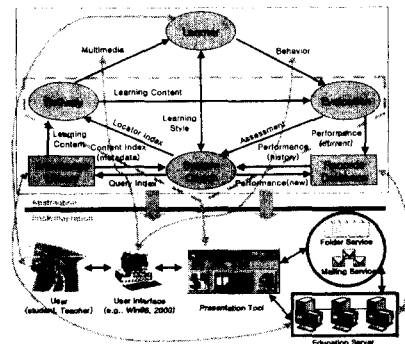 Learner
Multimedia
Behavior
Learning Content
Evaluation
Locator Index
Learning
Style
Assessment
Learning
Content
Content Index
(metadata)
Performance
(history)
Performance
(current)
Query Index
Performance(new)
Folder Service
Mailing Service
User
(student, Teacher)
User Interface
(e.g., Win98, 2000)
Presentation Tool
Education Server